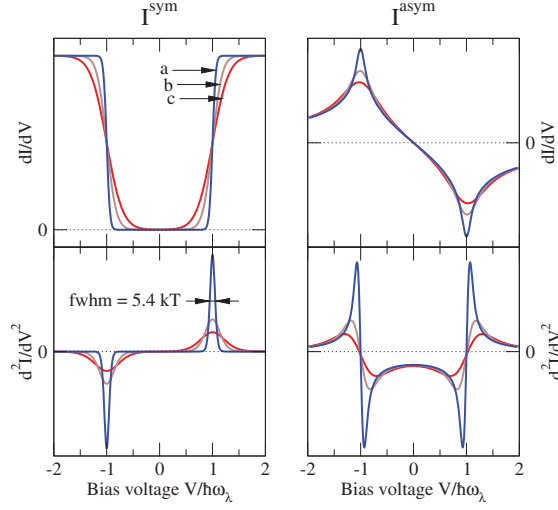 I^sym I^asym
dI/dV
a
b
c
0
0
dI/dV
d²I/dV²
fwhm = 5.4 kT
0
0
d²I/dV²
-2 -1 0 1 2 -2 -1 0 1 2
Bias voltage V/ħω_λ Bias voltage V/ħω_λ